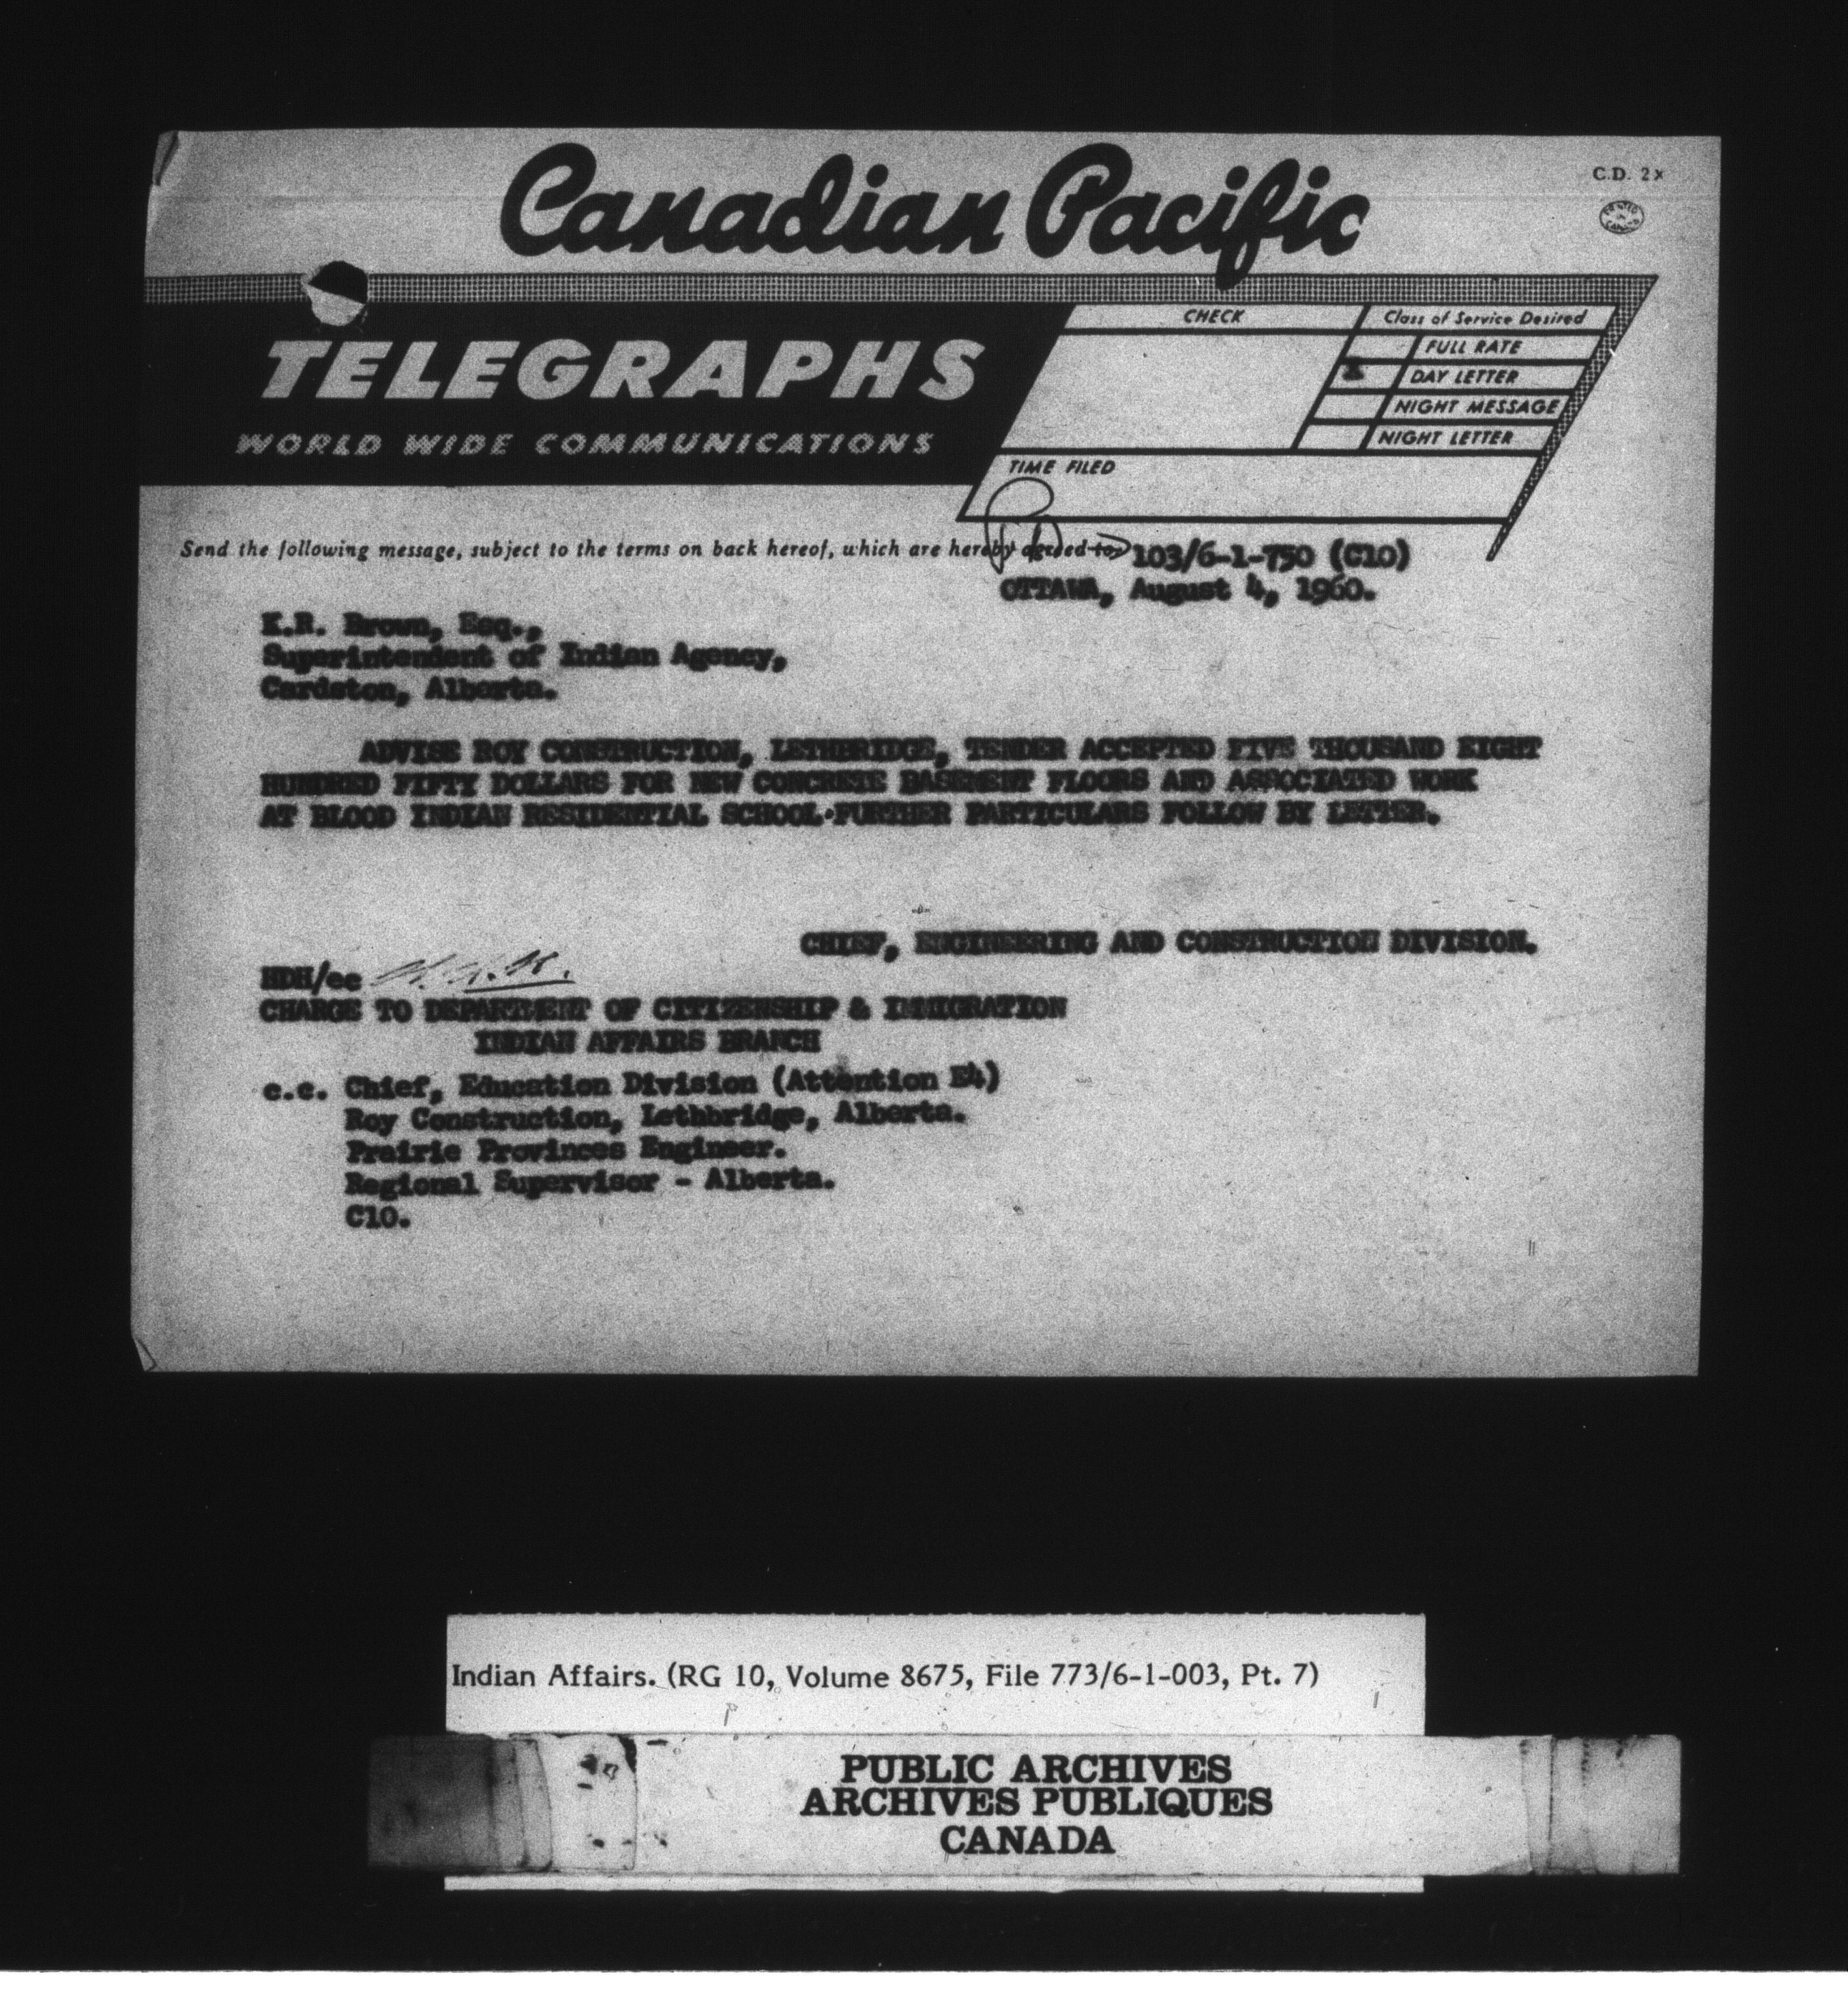 Canadian Pacific
C.D. 2x
PRINTED IN CANADA
TELEGRAPHS
WORLD WIDE COMMUNICATIONS
CHECK
Class of Service Desired
FULL RATE
X DAY LETTER
NIGHT MESSAGE
NIGHT LETTER
TIME FILED
Send the following message, subject to the terms on back hereof, which are hereby agreed to
103/6-1-750 (C10)
OTTAWA, August 4, 1960.
K.R. Brown, Esq.,
Superintendent of Indian Agency,
Cardston, Alberta.
ADVISE ROY CONSTRUCTION, LETHBRIDGE, TENDER ACCEPTED FIVE THOUSAND EIGHT
HUNDRED FIFTY DOLLARS FOR NEW CONCRETE BASEMENT FLOORS AND ASSOCIATED WORK
AT BLOOD INDIAN RESIDENTIAL SCHOOL.FURTHER PARTICULARS FOLLOW BY LETTER.
CHIEF, ENGINEERING AND CONSTRUCTION DIVISION.
HDH/ee
CHARGE TO DEPARTMENT OF CITIZENSHIP & IMMIGRATION
INDIAN AFFAIRS BRANCH
c.c. Chief, Education Division (Attention E4)
Roy Construction, Lethbridge, Alberta.
Prairie Provinces Engineer.
Regional Supervisor - Alberta.
C10.
Indian Affairs. (RG 10, Volume 8675, File 773/6-1-003, Pt. 7)
PUBLIC ARCHIVES
ARCHIVES PUBLIQUES
CANADA